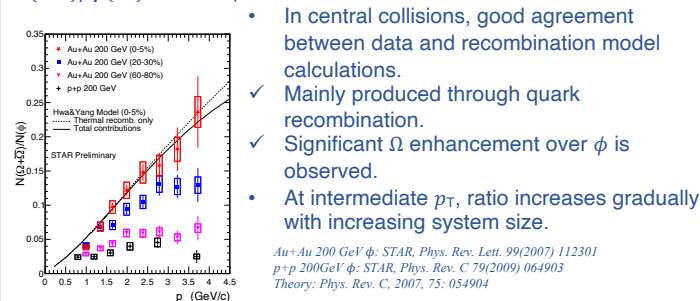 0.35
Au+Au 200 GeV (0-5%)
Au+Au 200 GeV (20-30%)
Au+Au 200 GeV (60-80%)
p+p 200 GeV
Hwa&Yang Model (0-5%)
Thermal recomb. only
Total contributions
STAR Preliminary
N(Ω+Ω̄)/N(ϕ)
0.3
0.25
0.2
0.15
0.1
0.05
0
0 0.5 1 1.5 2 2.5 3 3.5 4 4.5
p (GeV/c)
• In central collisions, good agreement
between data and recombination model
calculations.
✓ Mainly produced through quark
recombination.
✓ Significant Ω enhancement over ϕ is
observed.
• At intermediate pT, ratio increases gradually
with increasing system size.
Au+Au 200 GeV ϕ: STAR, Phys. Rev. Lett. 99(2007) 112301
p+p 200GeV ϕ: STAR, Phys. Rev. C 79(2009) 064903
Theory: Phys. Rev. C, 2007, 75: 054904